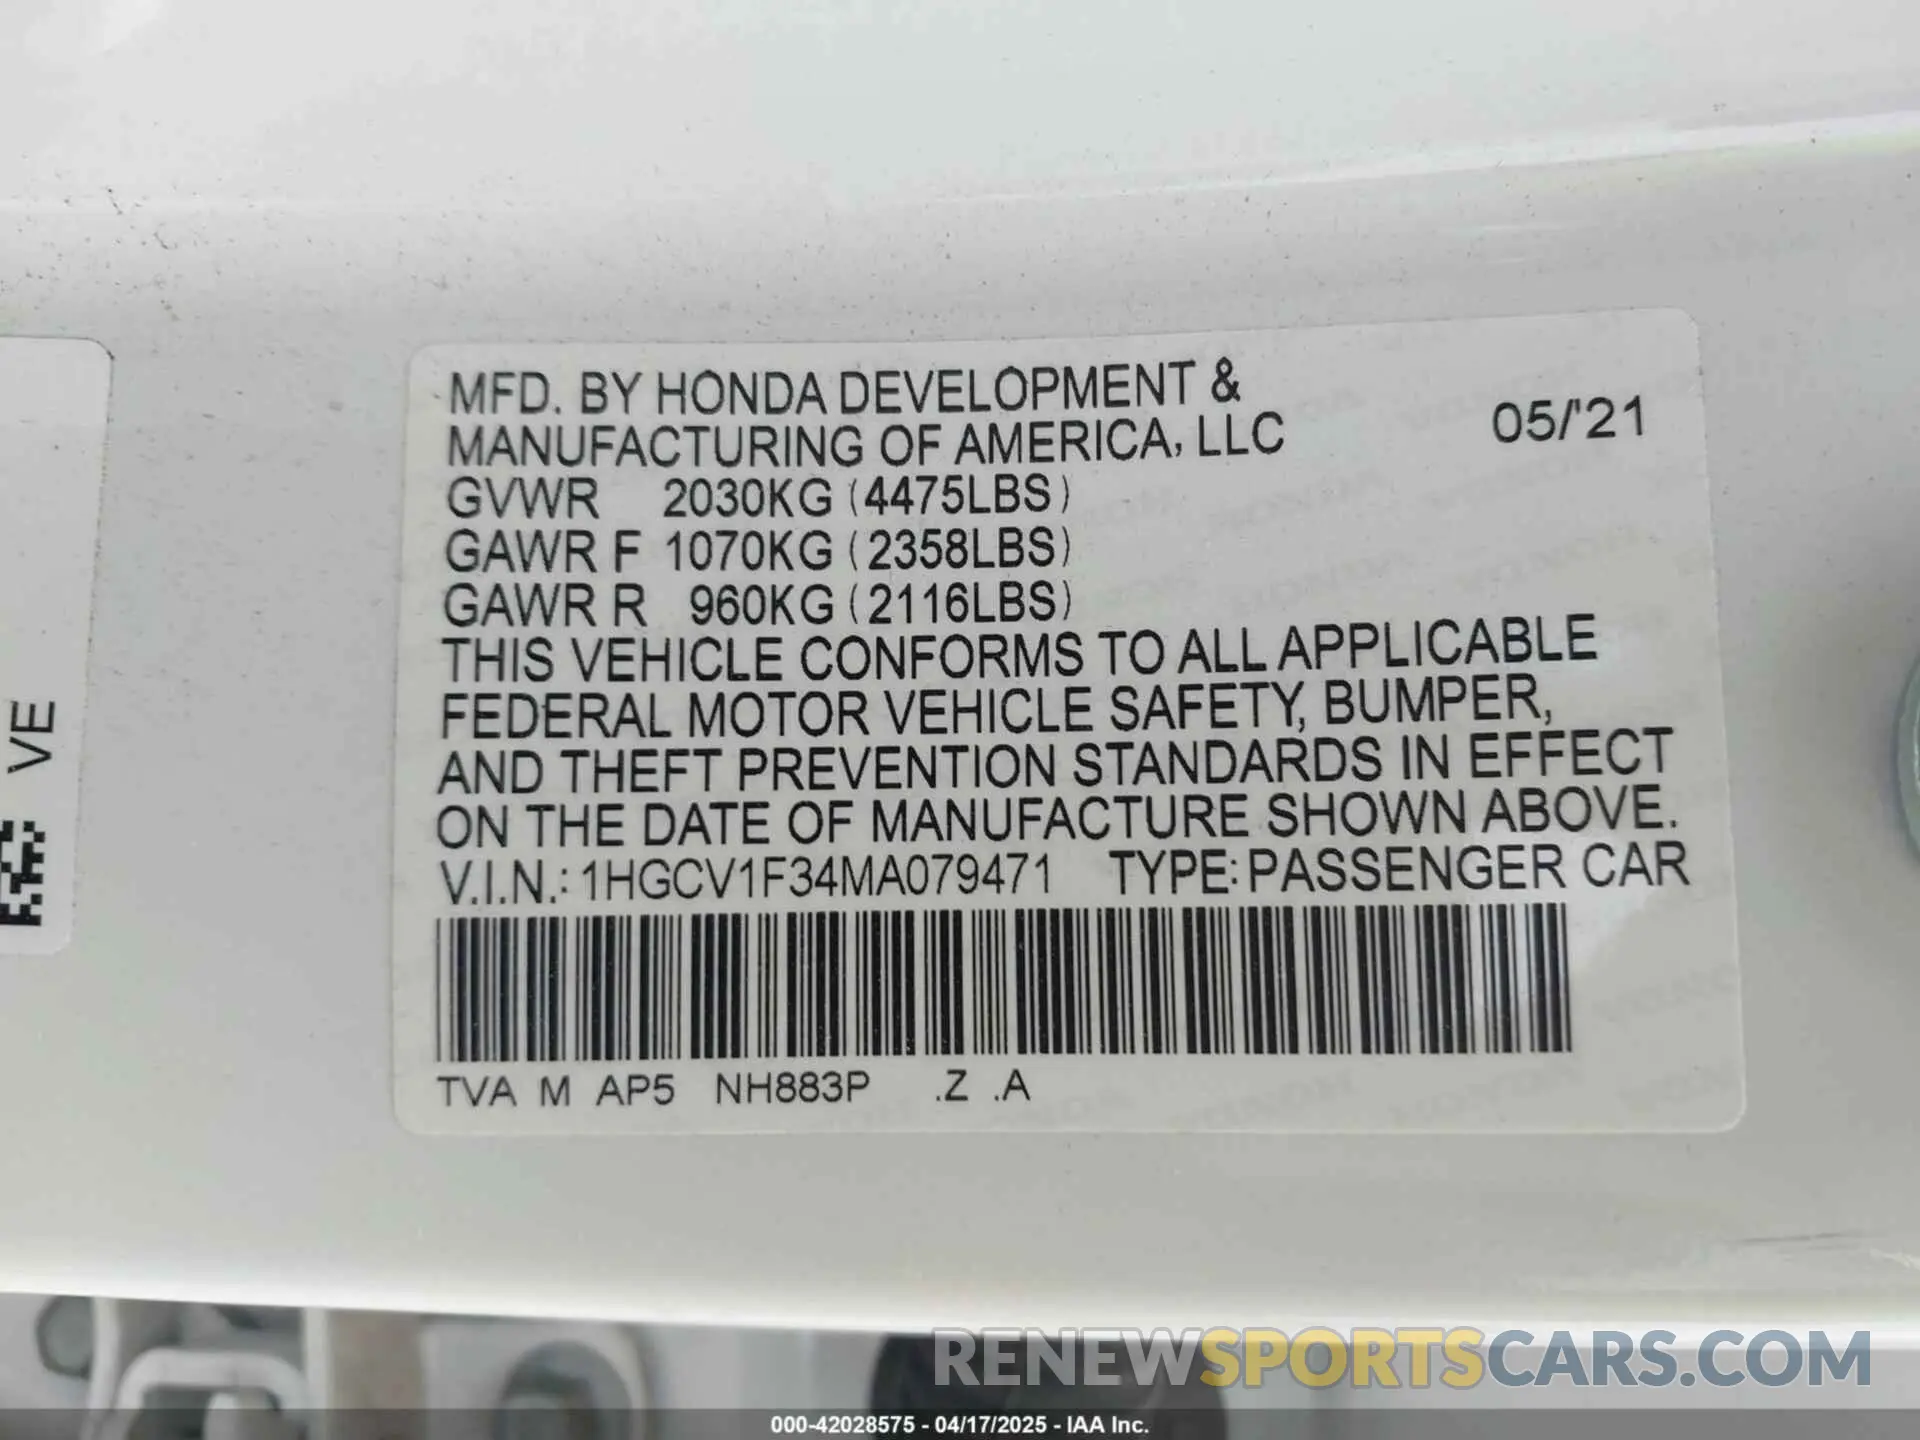 MFD. BY HONDA DEVELOPMENT &
MANUFACTURING OF AMERICA, LLC 05/'21
GVWR 2030KG (4475LBS)
GAWR F 1070KG (2358LBS)
GAWR R 960KG (2116LBS)
THIS VEHICLE CONFORMS TO ALL APPLICABLE
FEDERAL MOTOR VEHICLE SAFETY, BUMPER,
AND THEFT PREVENTION STANDARDS IN EFFECT
ON THE DATE OF MANUFACTURE SHOWN ABOVE.
V.I.N.: 1HGCV1F34MA079471 TYPE: PASSENGER CAR
TVA M AP5 NH883P .Z .A
VE
RENEWSPORTSCARS.COM
000-42028575 - 04/17/2025 - IAA Inc.